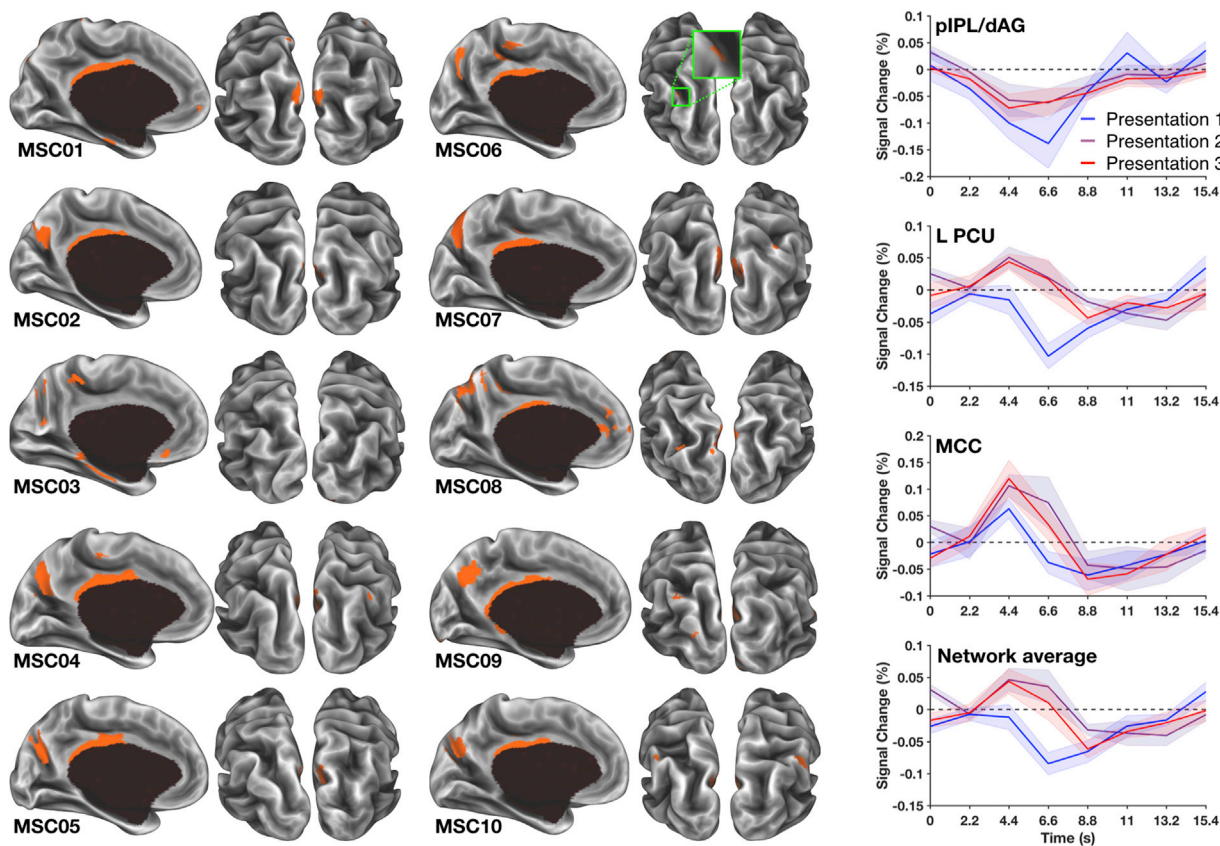 MSC01
MSC06
MSC02
MSC07
MSC03
MSC08
MSC04
MSC09
MSC05
MSC10
pIPL/dAG
Signal Change (%)
0.1
0.05
0
-0.05
-0.1
-0.15
-0.2
Presentation 1
Presentation 2
Presentation 3
0 2.2 4.4 6.6 8.8 11 13.2 15.4
L PCU
Signal Change (%)
0.1
0.05
0
-0.05
-0.1
-0.15
0 2.2 4.4 6.6 8.8 11 13.2 15.4
MCC
Signal Change (%)
0.2
0.15
0.1
0.05
0
-0.05
-0.1
0 2.2 4.4 6.6 8.8 11 13.2 15.4
Network average
Signal Change (%)
0.1
0.05
0
-0.05
-0.1
-0.15
0 2.2 4.4 6.6 8.8 11 13.2 15.4
Time (s)